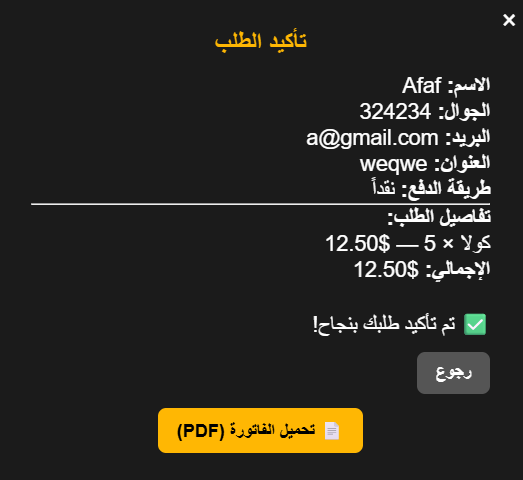 ×
تأكيد الطلب
الاسم: Afaf
الجوال: 324234
البريد: a@gmail.com
العنوان: weqwe
طريقة الدفع: نقداً
تفاصيل الطلب:
كولا × 5 — 12.50$
الإجمالي: 12.50$
✅ تم تأكيد طلبك بنجاح!
رجوع
📄 تحميل الفاتورة (PDF)